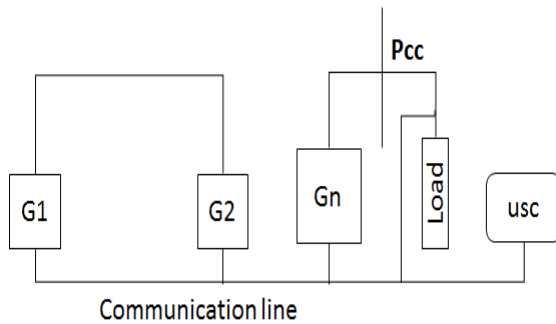 Pcc
G1
G2
Gn
Load
usc
Communication line